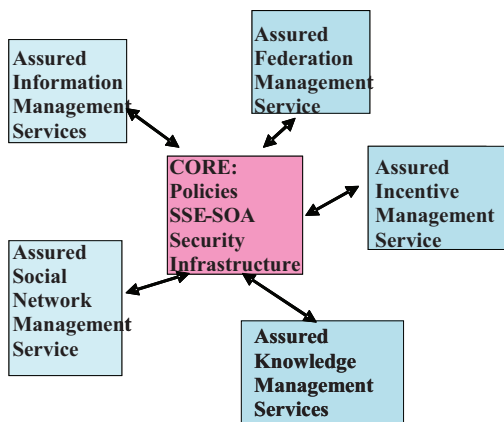 Assured
Information
Management
Services
Assured
Federation
Management
Service
CORE:
Policies
SSE-SOA
Security
Infrastructure
Assured
Incentive
Management
Service
Assured
Social
Network
Management
Service
Assured
Knowledge
Management
Services